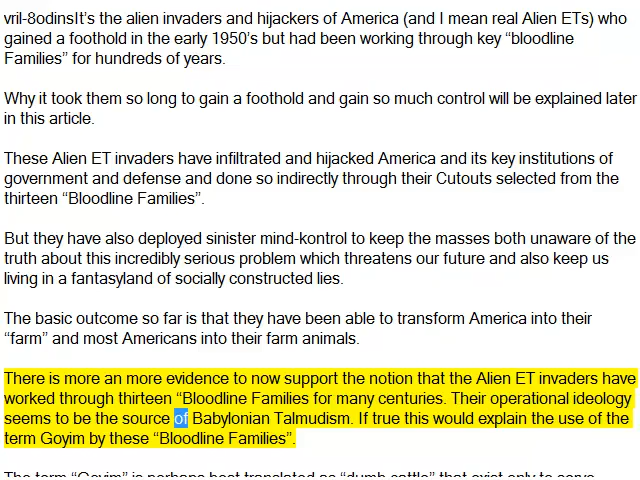 vril-8odinsIt’s the alien invaders and hijackers of America (and I mean real Alien ETs) who
gained a foothold in the early 1950’s but had been working through key “bloodline
Families” for hundreds of years.
Why it took them so long to gain a foothold and gain so much control will be explained later
in this article.
These Alien ET invaders have infiltrated and hijacked America and its key institutions of
government and defense and done so indirectly through their Cutouts selected from the
thirteen “Bloodline Families”.
But they have also deployed sinister mind-kontrol to keep the masses both unaware of the
truth about this incredibly serious problem which threatens our future and also keep us
living in a fantasyland of socially constructed lies.
The basic outcome so far is that they have been able to transform America into their
“farm” and most Americans into their farm animals.
There is more an more evidence to now support the notion that the Alien ET invaders have
worked through thirteen “Bloodline Families for many centuries. Their operational ideology
seems to be the source of Babylonian Talmudism. If true this would explain the use of the
term Goyim by these “Bloodline Families”.
The term “Goyim” is perhaps best translated as “dumb cattle” that exist only to serve